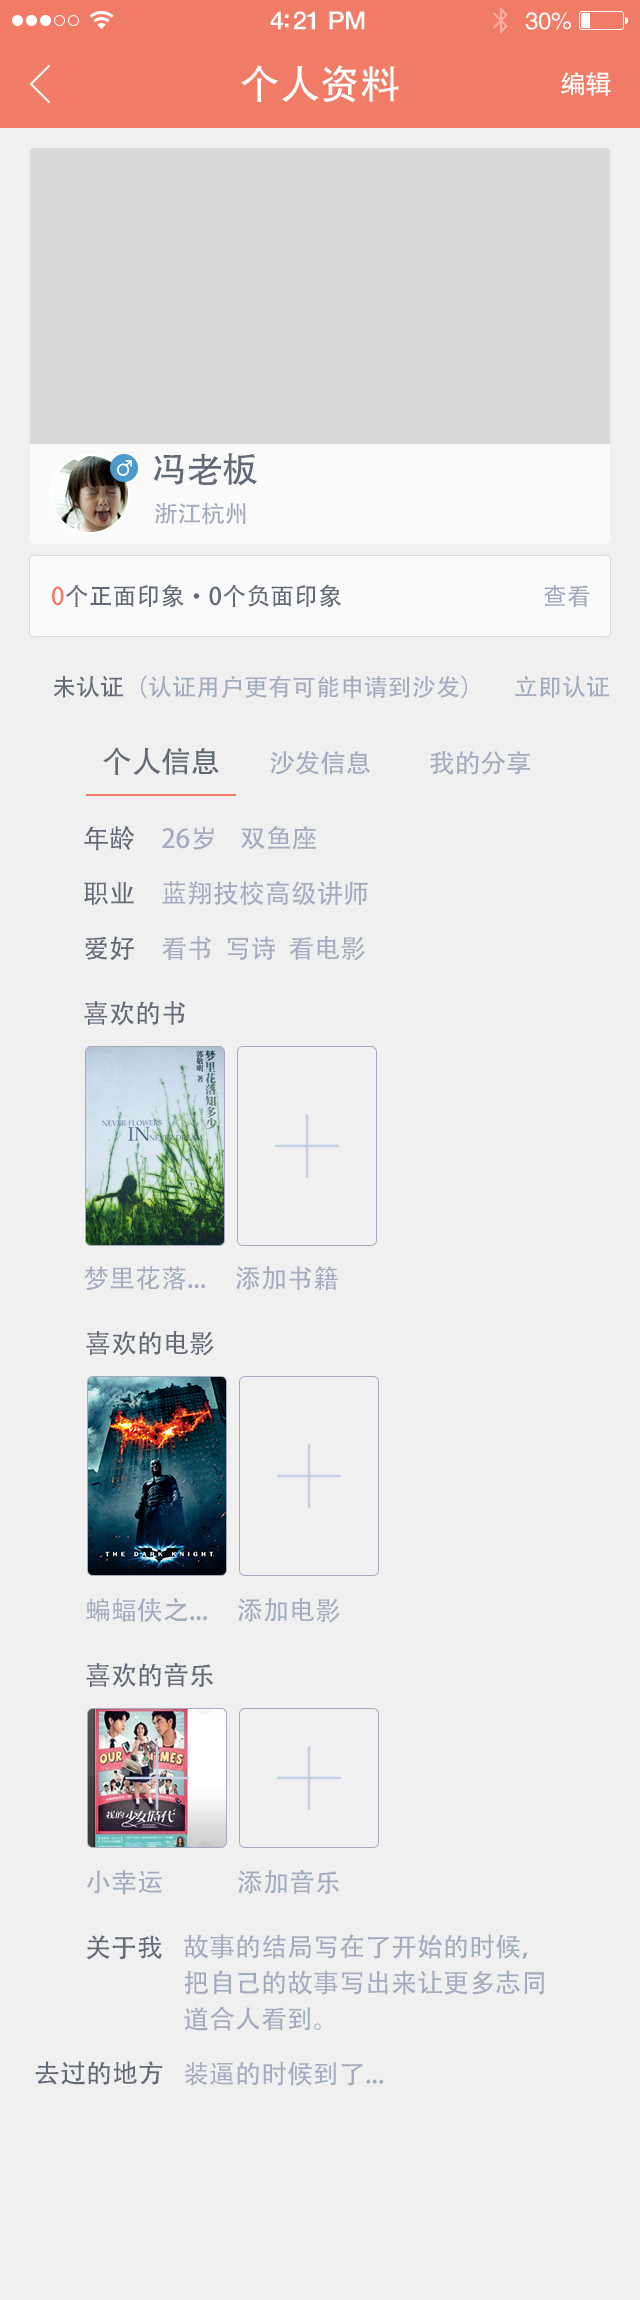 4:21 PM
30%
个人资料
编辑
冯老板
浙江杭州
0个正面印象·0个负面印象
查看
未认证（认证用户更有可能申请到沙发）
立即认证
个人信息
沙发信息
我的分享
年龄 26岁 双鱼座
职业 蓝翔技校高级讲师
爱好 看书 写诗 看电影
喜欢的书
梦里花落知多少
郭敬明 著
NEVER-FLOWERS
IN NEVER DREAM
梦里花落...
添加书籍
喜欢的电影
THE DARK KNIGHT
蝙蝠侠之...
添加电影
喜欢的音乐
OUR
MES
我的少女時代
小幸运
添加音乐
关于我 故事的结局写在了开始的时候,
把自己的故事写出来让更多志同
道合人看到。
去过的地方 装逼的时候到了...